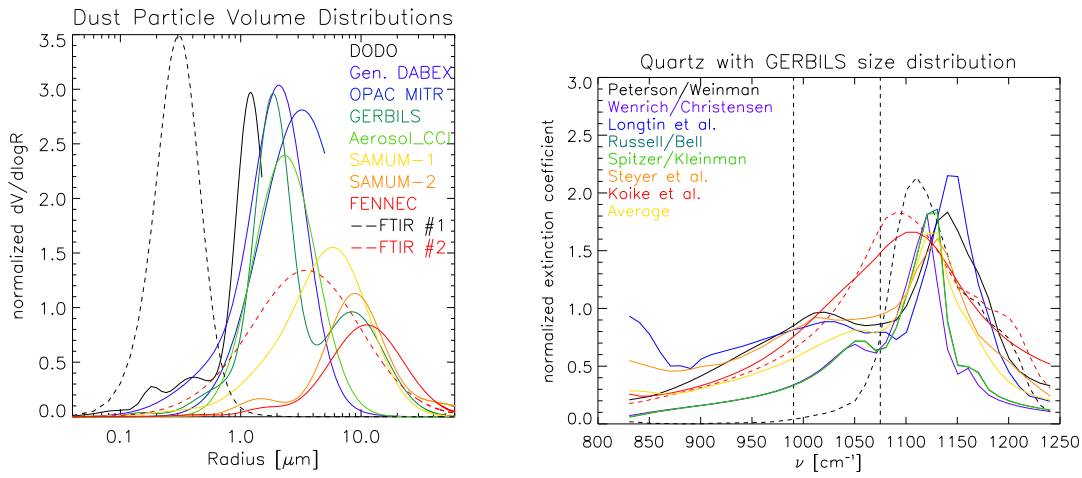 Dust Particle Volume Distributions
normalized dV/dlogR
3.5
3.0
2.5
2.0
1.5
1.0
0.5
0.0
DODO
Gen. DABEX
OPAC MITR
GERBILS
Aerosol_CCI
SAMUM-1
SAMUM-2
FENNEC
--FTIR #1
--FTIR #2
0.1 1.0 10.0
Radius [μm]
Quartz with GERBILS size distribution
normalized extinction coefficient
3.0
2.5
2.0
1.5
1.0
0.5
0.0
Peterson/Weinman
Wenrich/Christensen
Longtin et al.
Russell/Bell
Spitzer/Kleinman
Steyer et al.
Koike et al.
Average
800 850 900 950 1000 1050 1100 1150 1200 1250
ν [cm⁻¹]